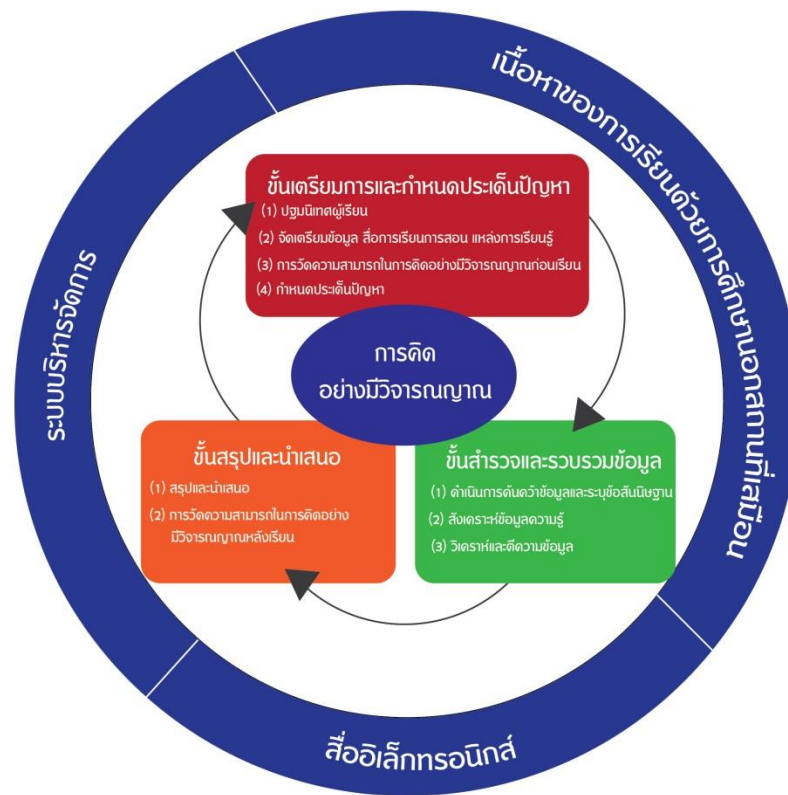 เนื้อหาของการเรียนด้วยการศึกษานอกสถานที่เสมือน
ระบบบริหารจัดการ
ขั้นเตรียมการและกำหนดประเด็นปัญหา
(1) ปฐมนิเทศผู้เรียน
(2) จัดเตรียมข้อมูล สื่อการเรียนการสอน แหล่งการเรียนรู้
(3) การวัดความสามารถในการคิดอย่างมีวิจารณญาณก่อนเรียน
(4) กำหนดประเด็นปัญหา
การคิด
อย่างมีวิจารณญาณ
ขั้นสรุปและนำเสนอ
(1) สรุปและนำเสนอ
(2) การวัดความสามารถในการคิดอย่าง
มีวิจารณญาณหลังเรียน
ขั้นสำรวจและรวบรวมข้อมูล
(1) ดำเนินการค้นคว้าข้อมูลและระบุข้อสันนิษฐาน
(2) สังเคราะห์ข้อมูลความรู้
(3) วิเคราห์และตีความข้อมูล
สื่ออิเล็กทรอนิกส์